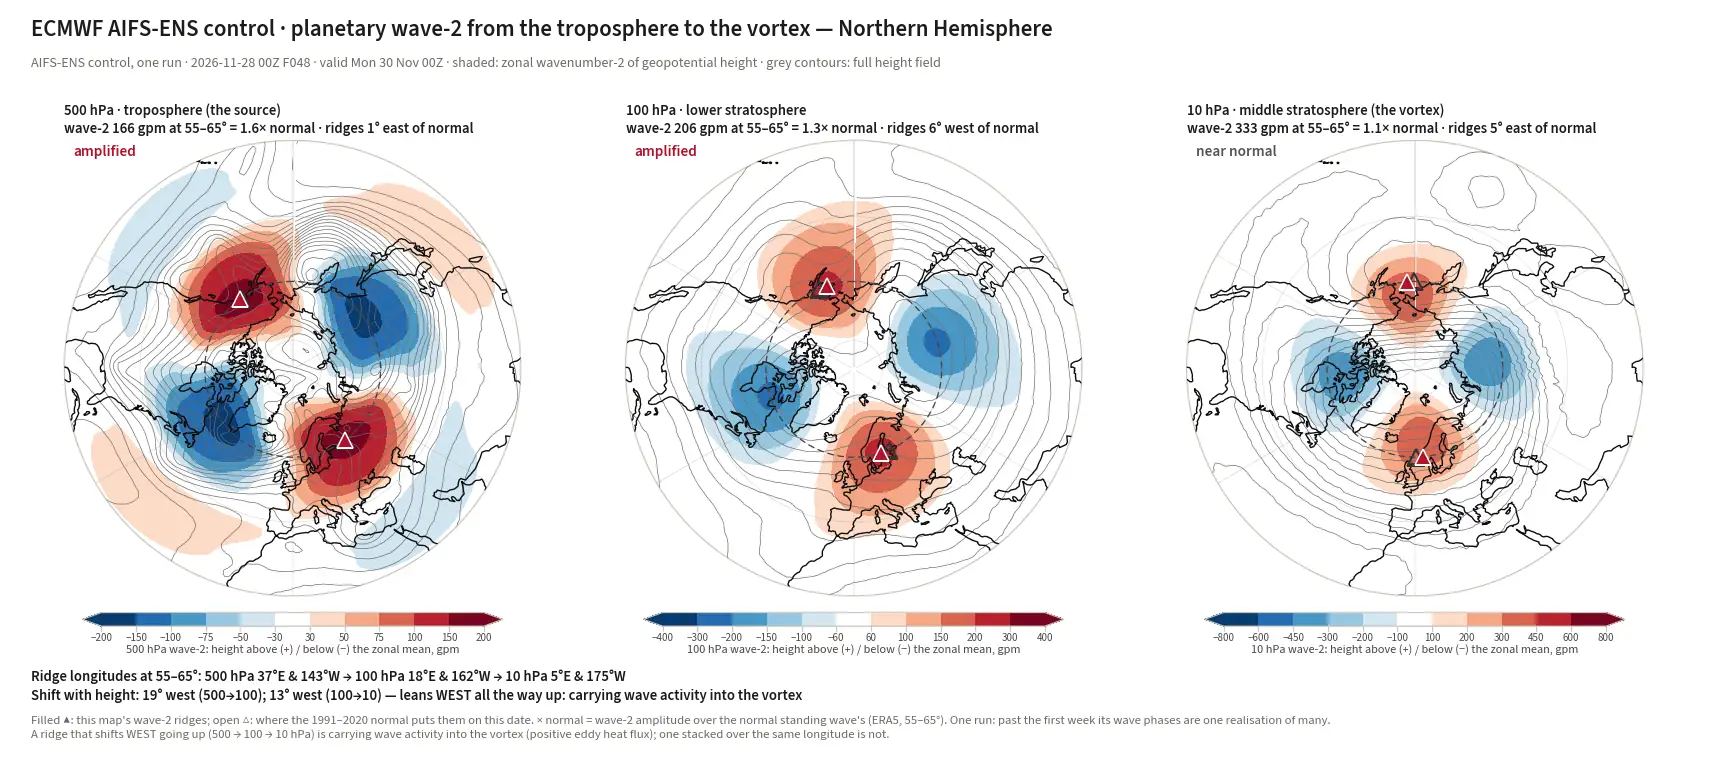 ECMWF AIFS-ENS control · planetary wave-2 from the troposphere to the vortex — Northern Hemisphere
AIFS-ENS control, one run · 2026-11-28 00Z F048 · valid Mon 30 Nov 00Z · shaded: zonal wavenumber-2 of geopotential height · grey contours: full height field
500 hPa · troposphere (the source)
wave-2 166 gpm at 55–65° = 1.6× normal · ridges 1° east of normal
amplified
100 hPa · lower stratosphere
wave-2 206 gpm at 55–65° = 1.3× normal · ridges 6° west of normal
amplified
10 hPa · middle stratosphere (the vortex)
wave-2 333 gpm at 55–65° = 1.1× normal · ridges 5° east of normal
near normal
−200 −150 −100 −75 −50 −30 30 50 75 100 150 200
500 hPa wave-2: height above (+) / below (−) the zonal mean, gpm
−400 −300 −200 −150 −100 −60 60 100 150 200 300 400
100 hPa wave-2: height above (+) / below (−) the zonal mean, gpm
−800 −600 −450 −300 −200 −100 100 200 300 450 600 800
10 hPa wave-2: height above (+) / below (−) the zonal mean, gpm
Ridge longitudes at 55–65°: 500 hPa 37°E & 143°W → 100 hPa 18°E & 162°W → 10 hPa 5°E & 175°W
Shift with height: 19° west (500→100); 13° west (100→10) — leans WEST all the way up: carrying wave activity into the vortex
Filled ▲: this map's wave-2 ridges; open △: where the 1991–2020 normal puts them on this date. × normal = wave-2 amplitude over the normal standing wave's (ERA5, 55–65°). One run: past the first week its wave phases are one realisation of many.
A ridge that shifts WEST going up (500 → 100 → 10 hPa) is carrying wave activity into the vortex (positive eddy heat flux); one stacked over the same longitude is not.